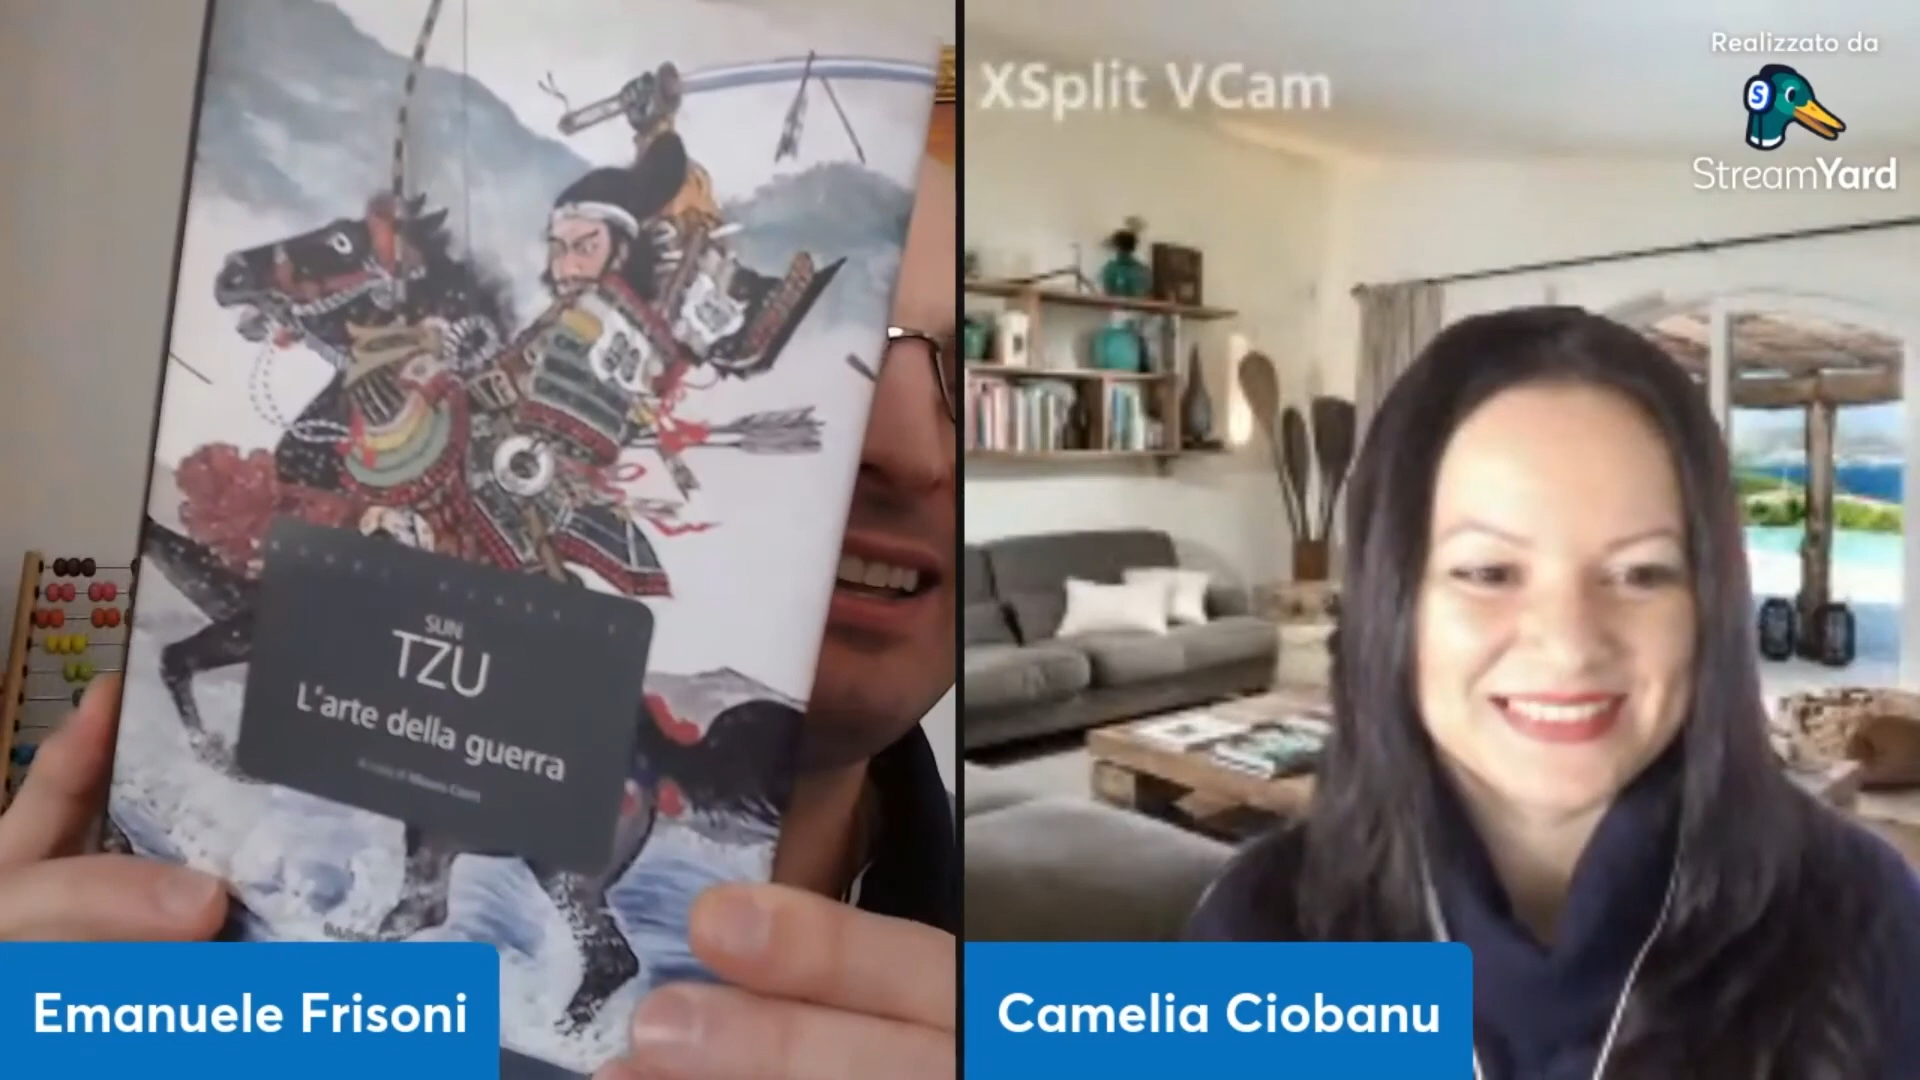 SUN
TZU
L'arte della guerra
Emanuele Frisoni
XSplit VCam
Realizzato da
S
StreamYard
Camelia Ciobanu